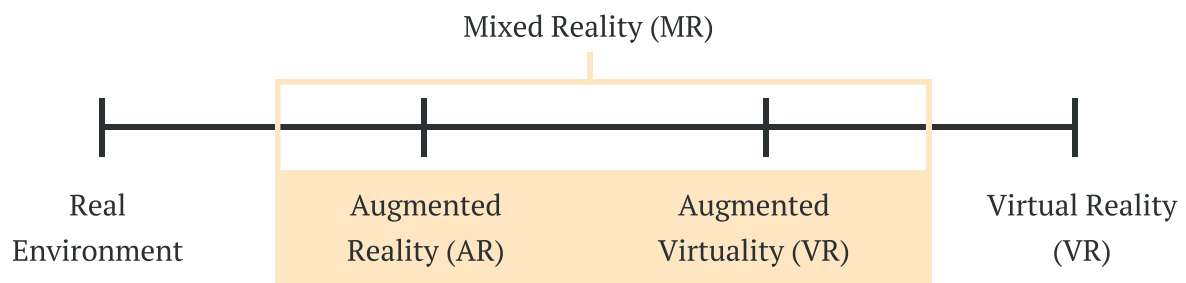 Mixed Reality (MR)
Real
Environment
Augmented
Reality (AR)
Augmented
Virtuality (VR)
Virtual Reality
(VR)